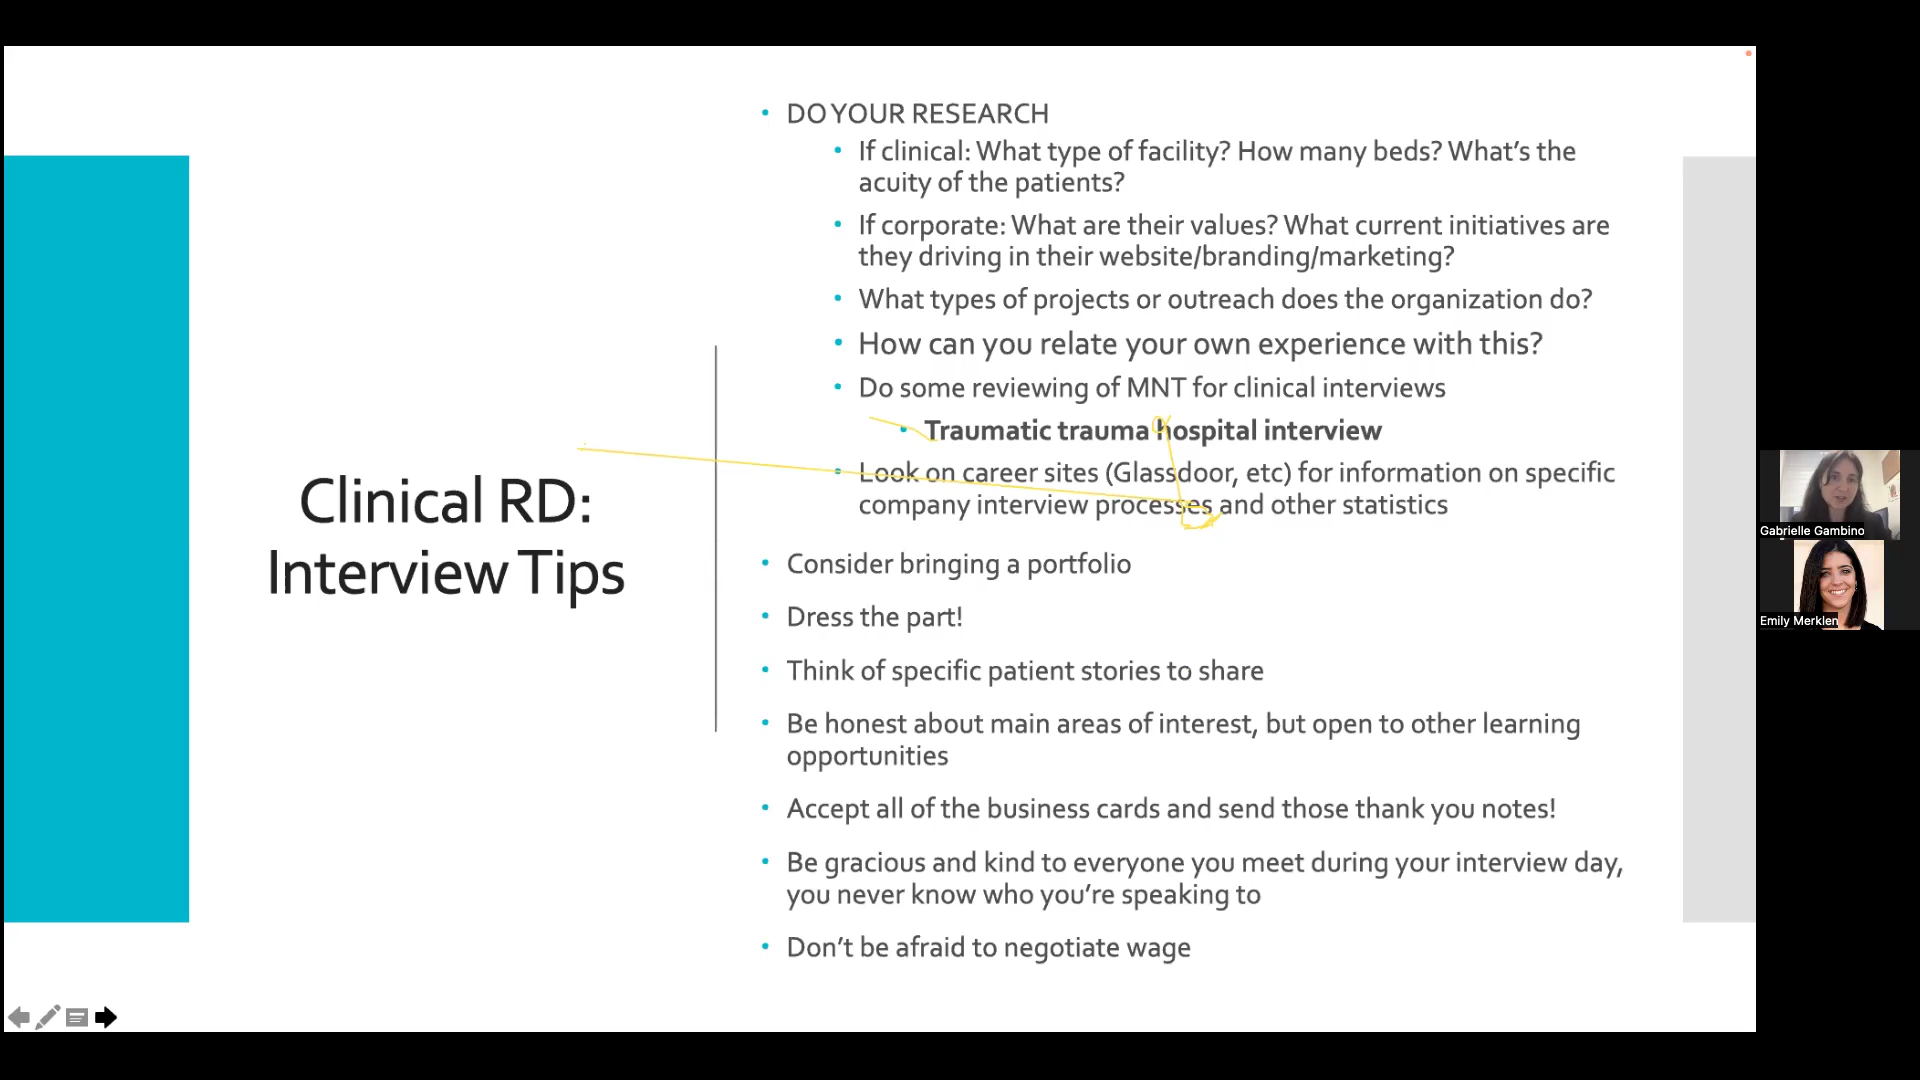 Clinical RD:
Interview Tips
• DO YOUR RESEARCH
• If clinical: What type of facility? How many beds? What's the
acuity of the patients?
• If corporate: What are their values? What current initiatives are
they driving in their website/branding/marketing?
• What types of projects or outreach does the organization do?
• How can you relate your own experience with this?
• Do some reviewing of MNT for clinical interviews
• Traumatic trauma hospital interview
• Look on career sites (Glassdoor, etc) for information on specific
company interview processes and other statistics
• Consider bringing a portfolio
• Dress the part!
• Think of specific patient stories to share
• Be honest about main areas of interest, but open to other learning
opportunities
• Accept all of the business cards and send those thank you notes!
• Be gracious and kind to everyone you meet during your interview day,
you never know who you're speaking to
• Don't be afraid to negotiate wage
Gabrielle Gambino
Emily Merklen